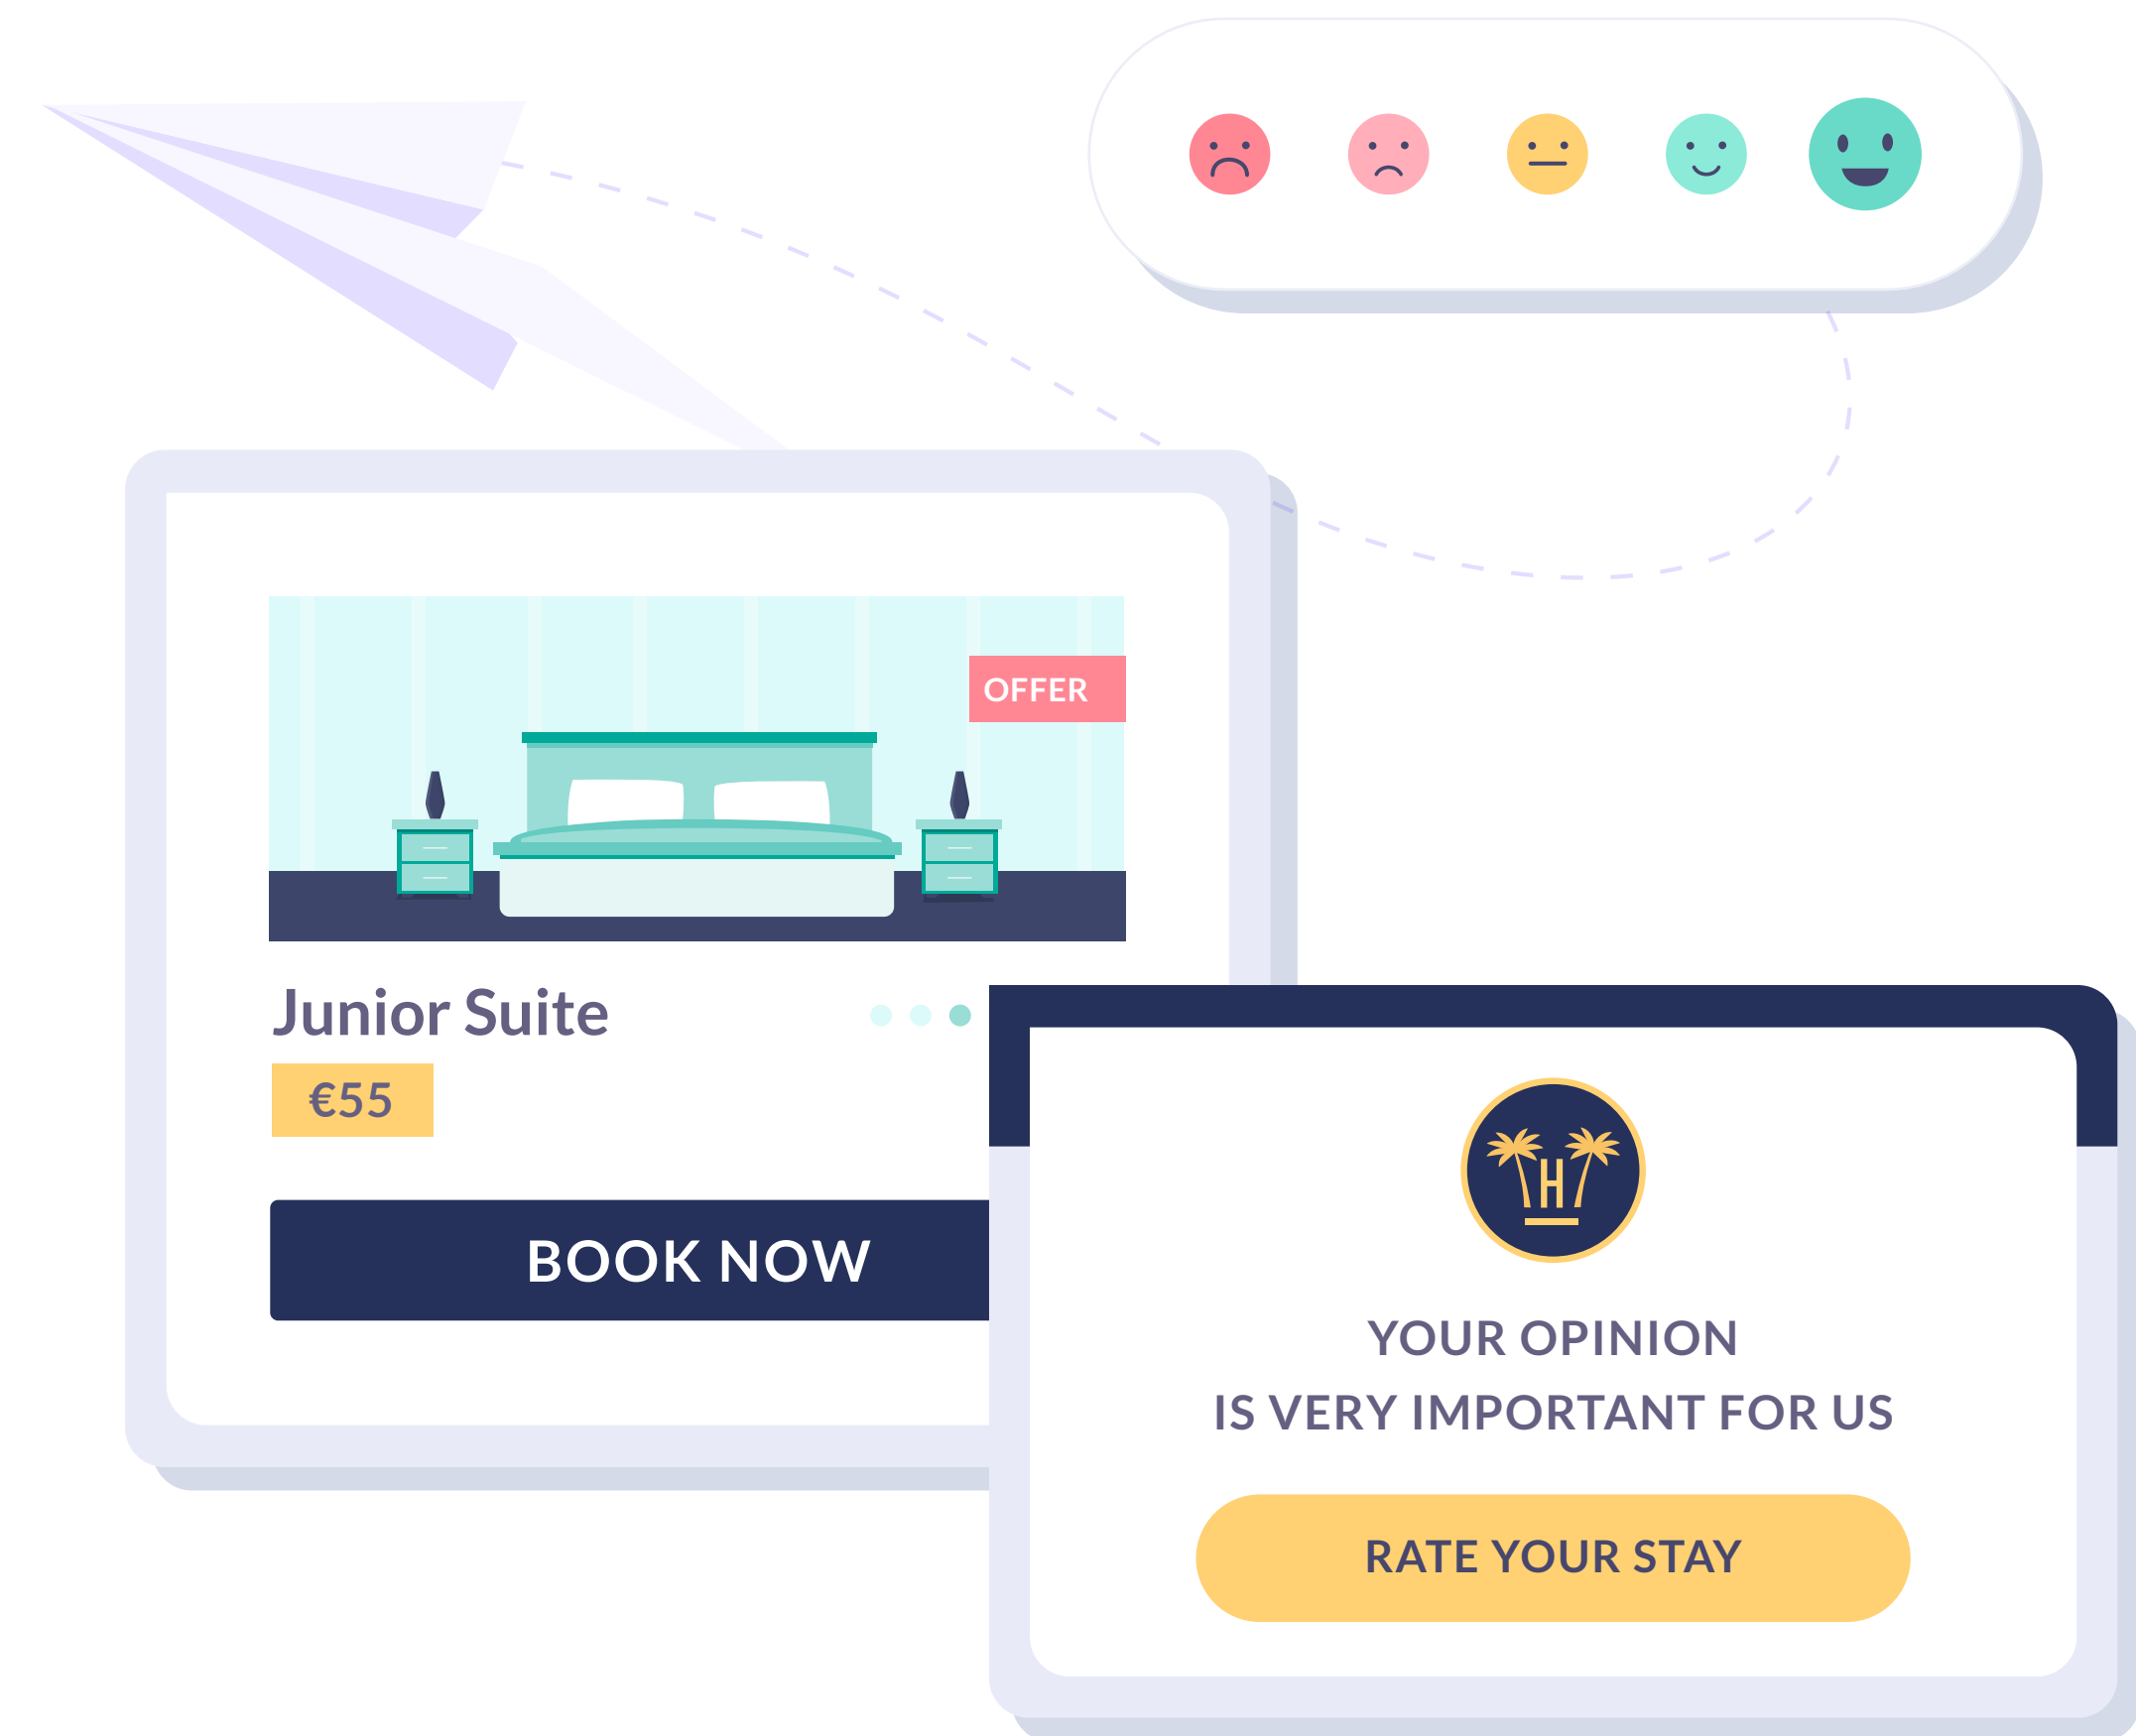 OFFER
Junior Suite
€55
BOOK NOW
H
YOUR OPINION
IS VERY IMPORTANT FOR US
RATE YOUR STAY